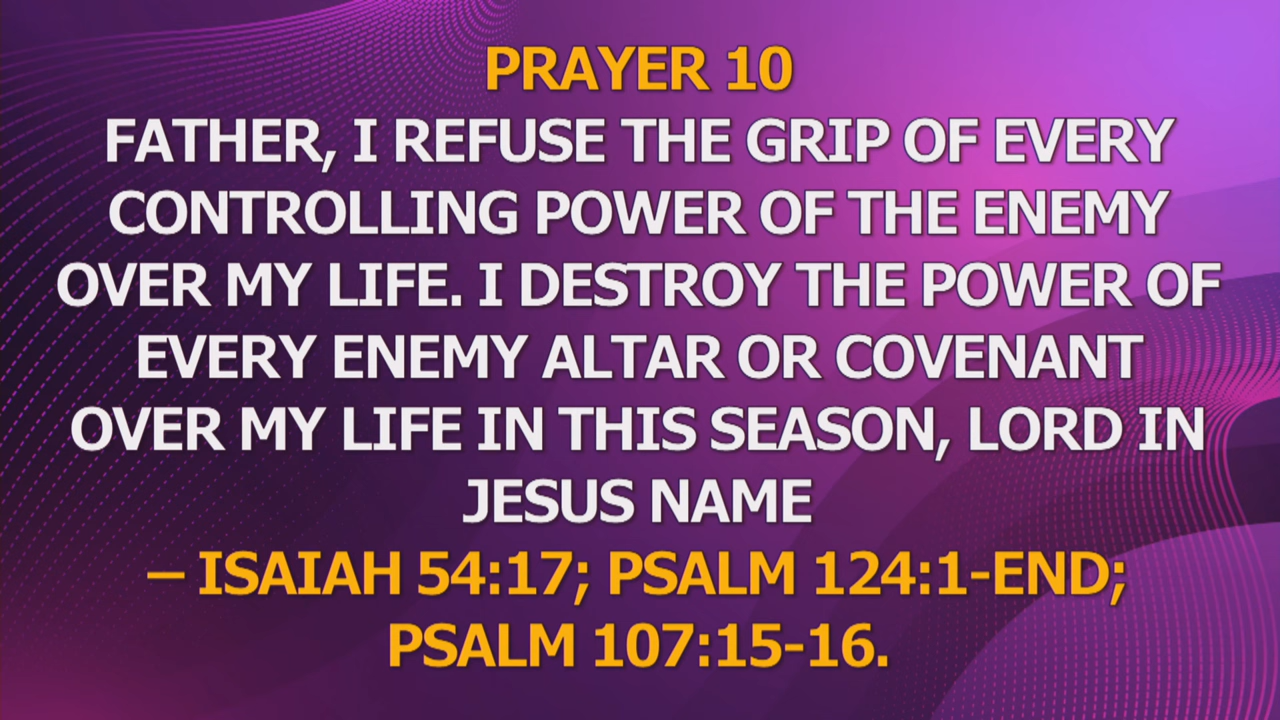 PRAYER 10
FATHER, I REFUSE THE GRIP OF EVERY
CONTROLLING POWER OF THE ENEMY
OVER MY LIFE. I DESTROY THE POWER OF
EVERY ENEMY ALTAR OR COVENANT
OVER MY LIFE IN THIS SEASON, LORD IN
JESUS NAME
– ISAIAH 54:17; PSALM 124:1-END;
PSALM 107:15-16.